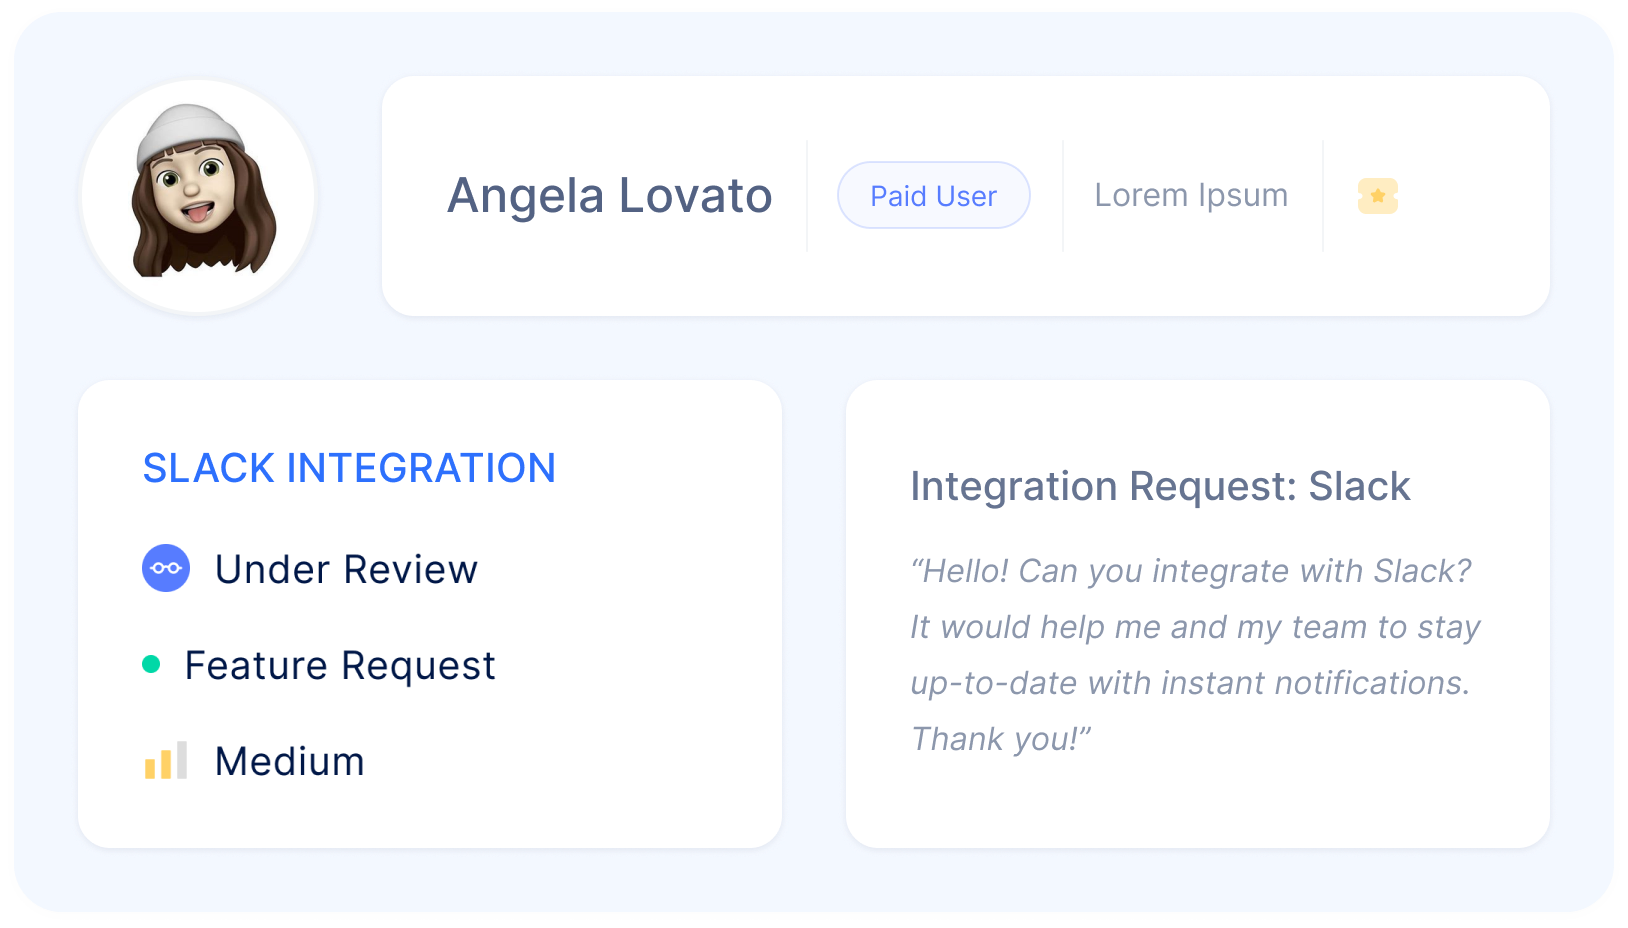 Angela Lovato
Paid User
Lorem Ipsum
SLACK INTEGRATION
Under Review
Feature Request
Medium
Integration Request: Slack
“Hello! Can you integrate with Slack?
It would help me and my team to stay
up-to-date with instant notifications.
Thank you!”